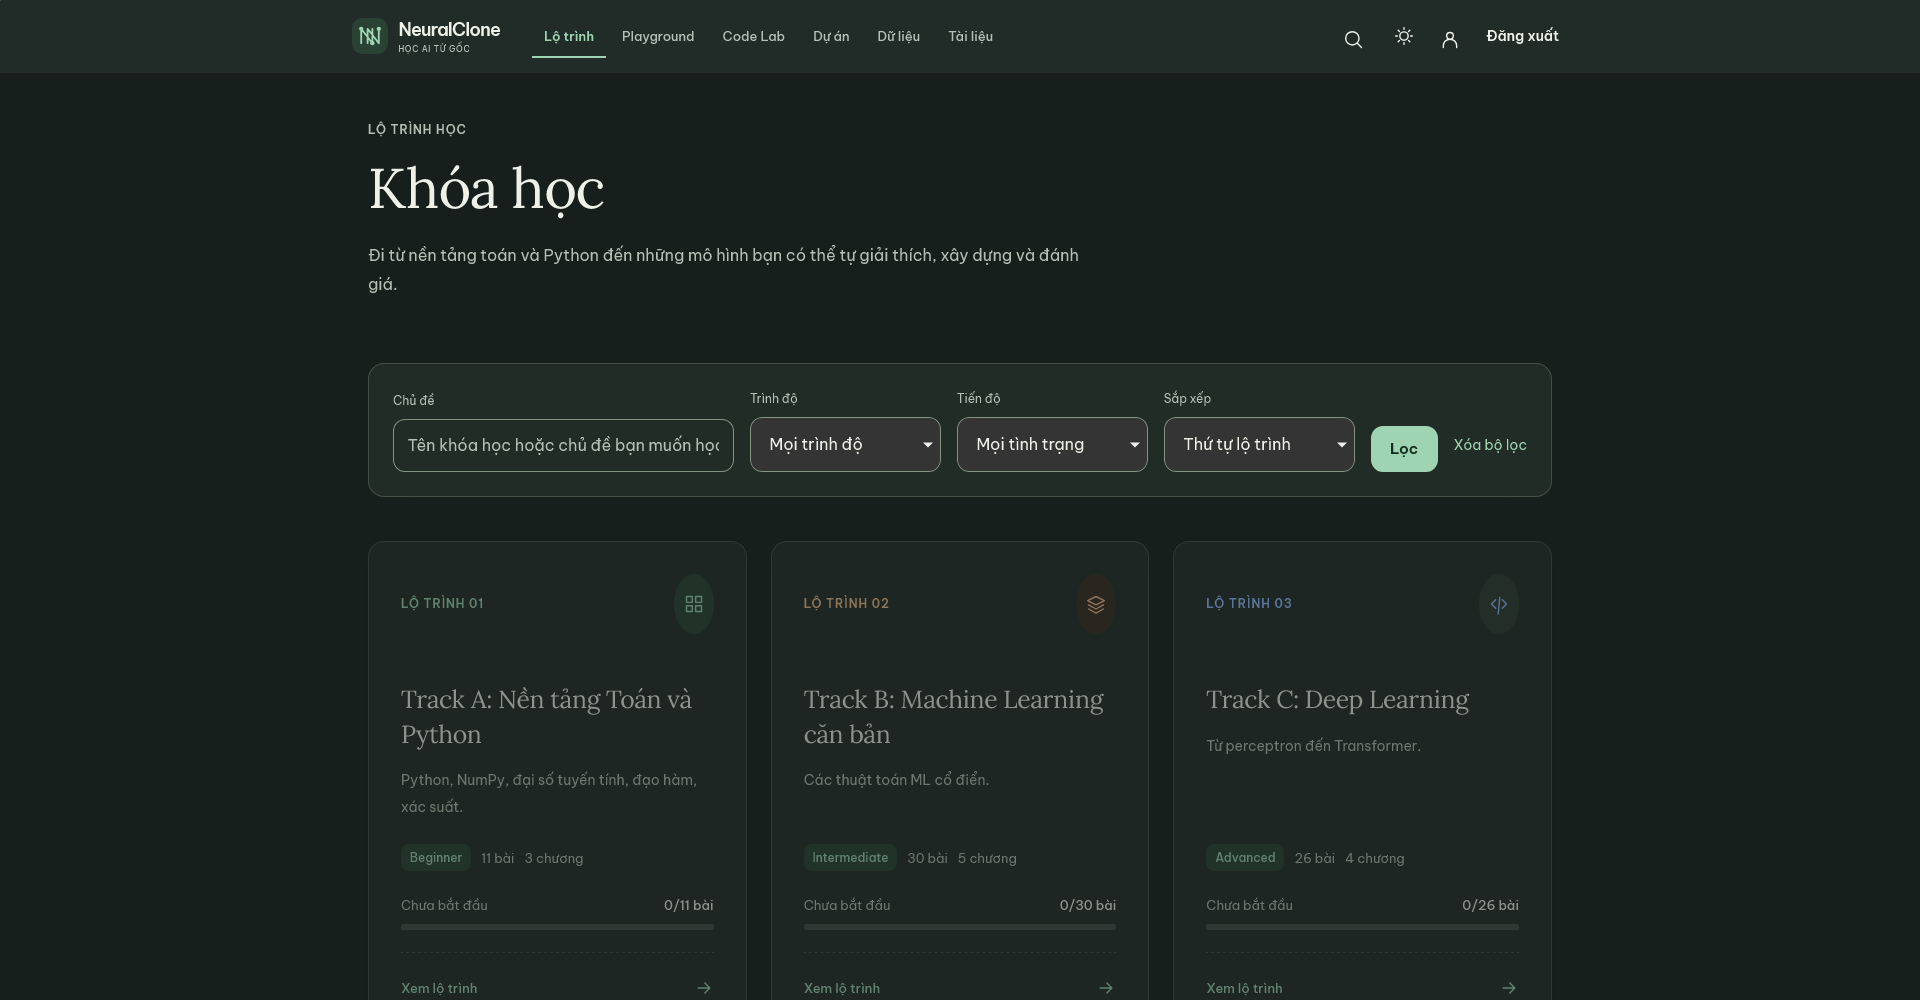 NeuralClone
HỌC AI TỪ GỐC
Lộ trình
Playground
Code Lab
Dự án
Dữ liệu
Tài liệu
Đăng xuất
LỘ TRÌNH HỌC
Khóa học
Đi từ nền tảng toán và Python đến những mô hình bạn có thể tự giải thích, xây dựng và đánh
giá.
Chủ đề
Trình độ
Tiến độ
Sắp xếp
Tên khóa học hoặc chủ đề bạn muốn học
Mọi trình độ
Mọi tình trạng
Thứ tự lộ trình
Lọc
Xóa bộ lọc
LỘ TRÌNH 01
Track A: Nền tảng Toán và
Python
Python, NumPy, đại số tuyến tính, đạo hàm,
xác suất.
Beginner 11 bài 3 chương
Chưa bắt đầu 0/11 bài
Xem lộ trình
LỘ TRÌNH 02
Track B: Machine Learning
căn bản
Các thuật toán ML cổ điển.
Intermediate 30 bài 5 chương
Chưa bắt đầu 0/30 bài
Xem lộ trình
LỘ TRÌNH 03
Track C: Deep Learning
Từ perceptron đến Transformer.
Advanced 26 bài 4 chương
Chưa bắt đầu 0/26 bài
Xem lộ trình